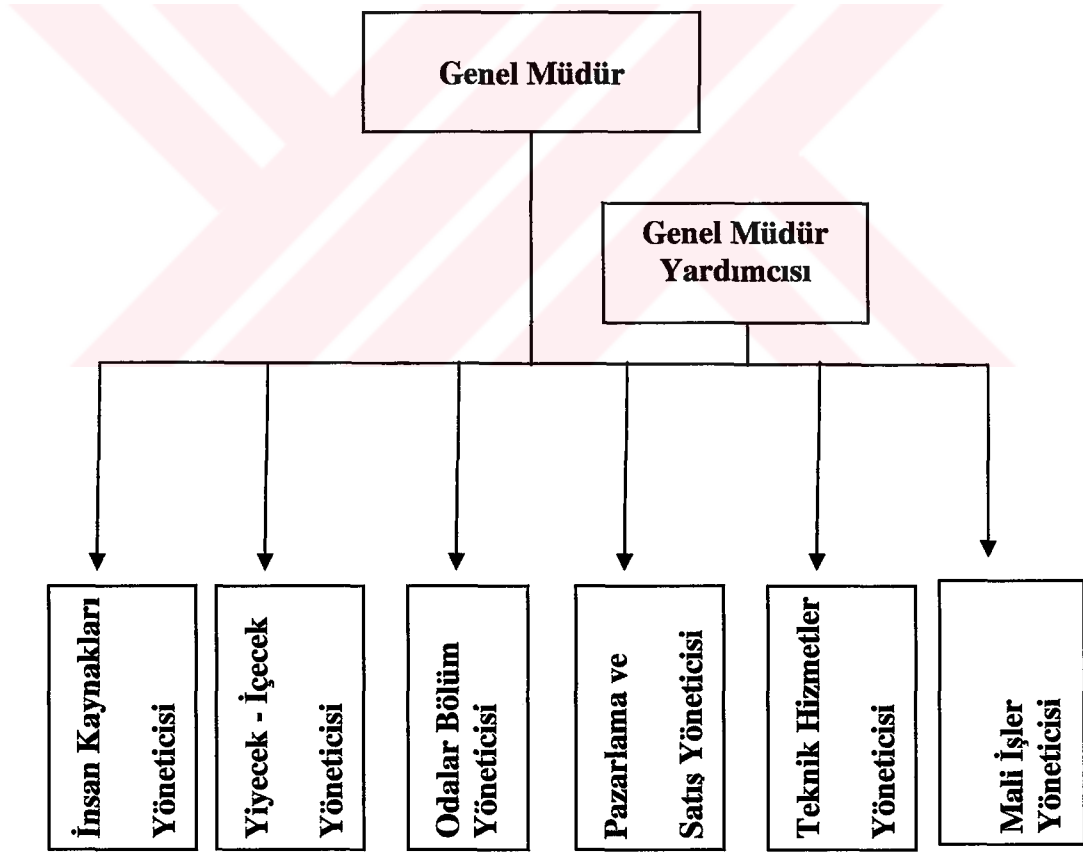 Genel Müdür
Genel Müdür
Yardımcısı
İnsan Kaynakları
Yöneticisi
Yiyecek - İçecek
Yöneticisi
Odalar Bölüm
Yöneticisi
Pazarlama ve
Satış Yöneticisi
Teknik Hizmetler
Yöneticisi
Mali İşler
Yöneticisi